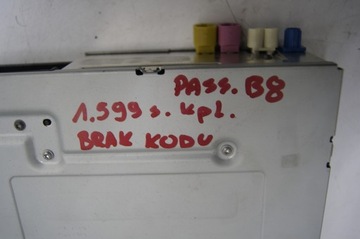 PASS. B8
1.599 s. kpl.
BRAK KODU